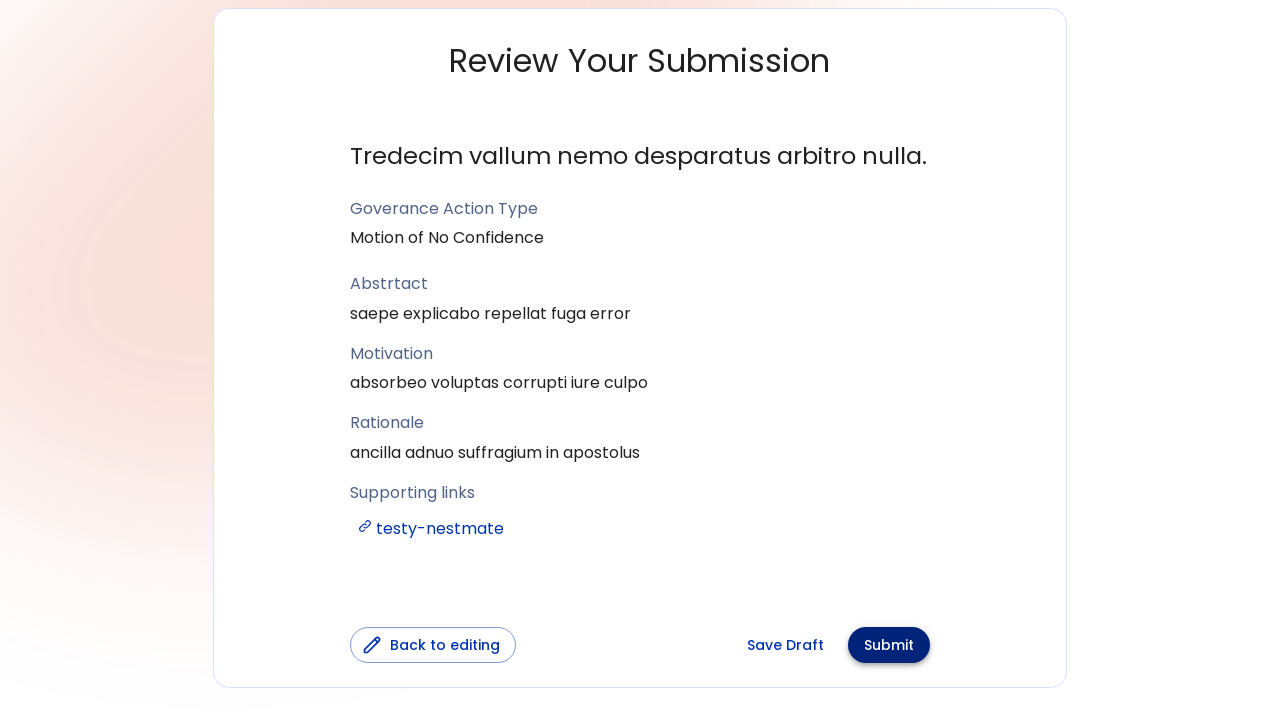 Review Your Submission
Tredecim vallum nemo desparatus arbitro nulla.
Goverance Action Type
Motion of No Confidence
Abstrtact
saepe explicabo repellat fuga error
Motivation
absorbeo voluptas corrupti iure culpo
Rationale
ancilla adnuo suffragium in apostolus
Supporting links
testy-nestmate
Back to editing
Save Draft
Submit